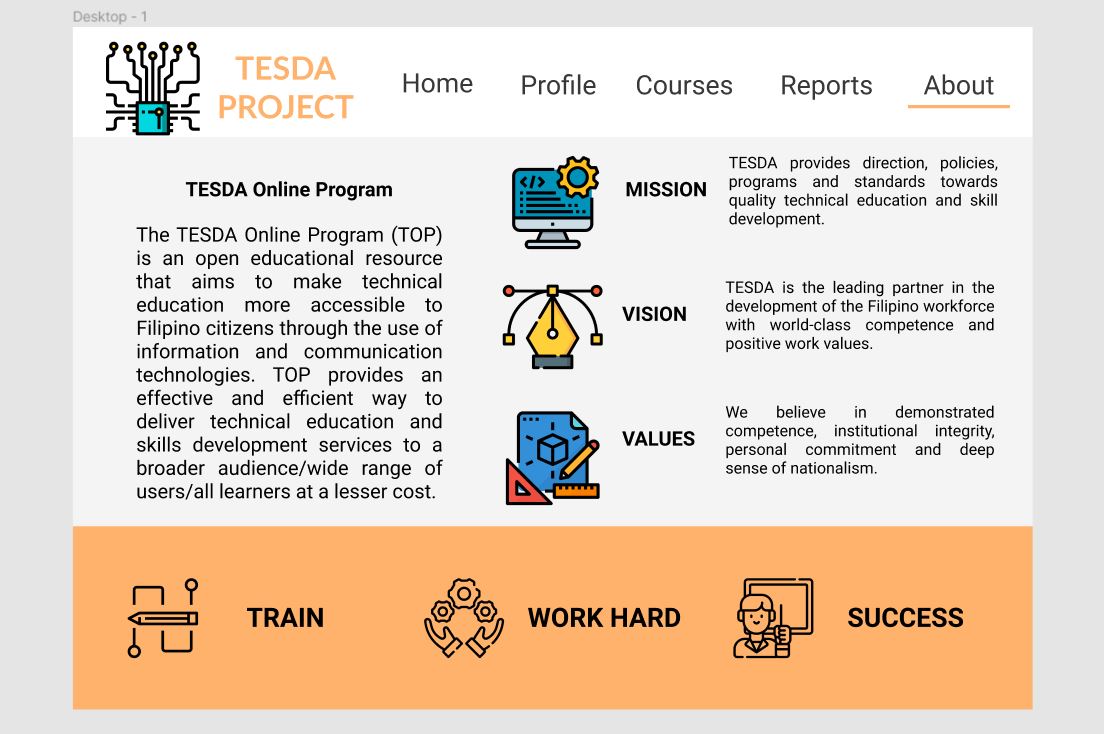 Desktop - 1
TESDA
PROJECT
Home
Profile
Courses
Reports
About
TESDA Online Program
The TESDA Online Program (TOP)
is an open educational resource
that aims to make technical
education more accessible to
Filipino citizens through the use of
information and communication
technologies. TOP provides an
effective and efficient way to
deliver technical education and
skills development services to a
broader audience/wide range of
users/all learners at a lesser cost.
MISSION
TESDA provides direction, policies,
programs and standards towards
quality technical education and skill
development.
VISION
TESDA is the leading partner in the
development of the Filipino workforce
with world-class competence and
positive work values.
VALUES
We believe in demonstrated
competence, institutional integrity,
personal commitment and deep
sense of nationalism.
TRAIN
WORK HARD
SUCCESS